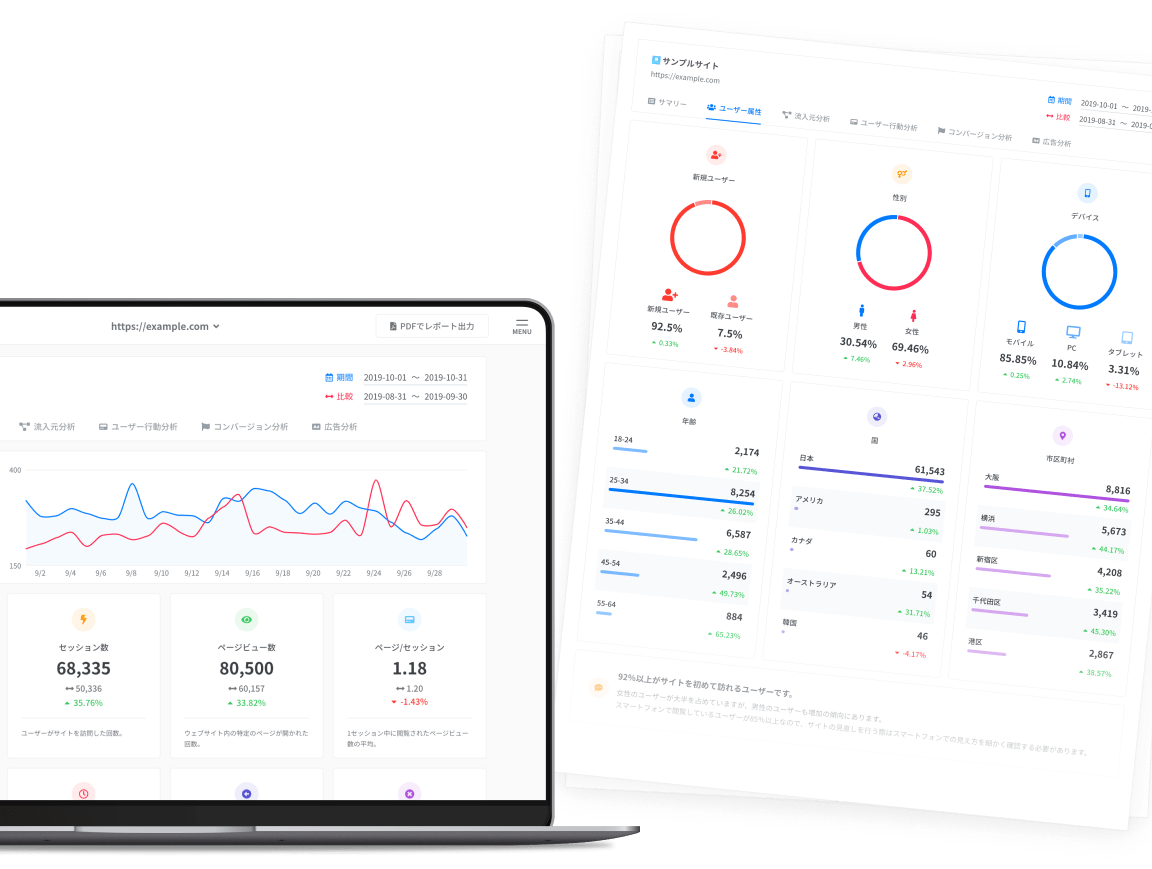 https://example.com
PDFでレポート出力
MENU
期間 2019-10-01 〜 2019-10-31
比較 2019-08-31 〜 2019-09-30
流入元分析 ユーザー行動分析 コンバージョン分析 広告分析
400
150
9/2 9/4 9/6 9/8 9/10 9/12 9/14 9/16 9/18 9/20 9/22 9/24 9/26 9/28
セッション数
68,335
50,336
35.76%
ユーザーがサイトを訪問した回数。
ページビュー数
80,500
60,157
33.82%
ウェブサイト内の特定のページが開かれた
回数。
ページ/セッション
1.18
1.20
-1.43%
1セッション中に閲覧されたページビュー
数の平均。
サンプルサイト
https://example.com
期間 2019-10-01 〜 2019-
比較 2019-08-31 〜 2019-0
サマリー ユーザー属性 流入元分析 ユーザー行動分析 コンバージョン分析 広告分析
新規ユーザー
新規ユーザー
92.5%
0.33%
既存ユーザー
7.5%
-3.84%
性別
男性
30.54%
7.46%
女性
69.46%
2.96%
デバイス
モバイル
85.85%
0.25%
PC
10.84%
2.74%
タブレット
3.31%
-13.12%
年齢
18-24
2,174
21.72%
25-34
8,254
26.02%
35-44
6,587
28.65%
45-54
2,496
49.73%
55-64
884
65.23%
国
日本
61,543
37.52%
アメリカ
295
1.03%
カナダ
60
13.21%
オーストラリア
54
31.71%
韓国
46
-4.17%
市区町村
大阪
8,816
34.64%
横浜
5,673
44.17%
新宿区
4,208
35.22%
千代田区
3,419
45.30%
港区
2,867
38.57%
92%以上がサイトを初めて訪れるユーザーです。
女性のユーザーが大半を占めていますが、男性のユーザーも増加の傾向にあります。
スマートフォンで閲覧しているユーザーが85%以上なので、サイトの見直しを行う際はスマートフォンでの見え方を細かく確認する必要があります。